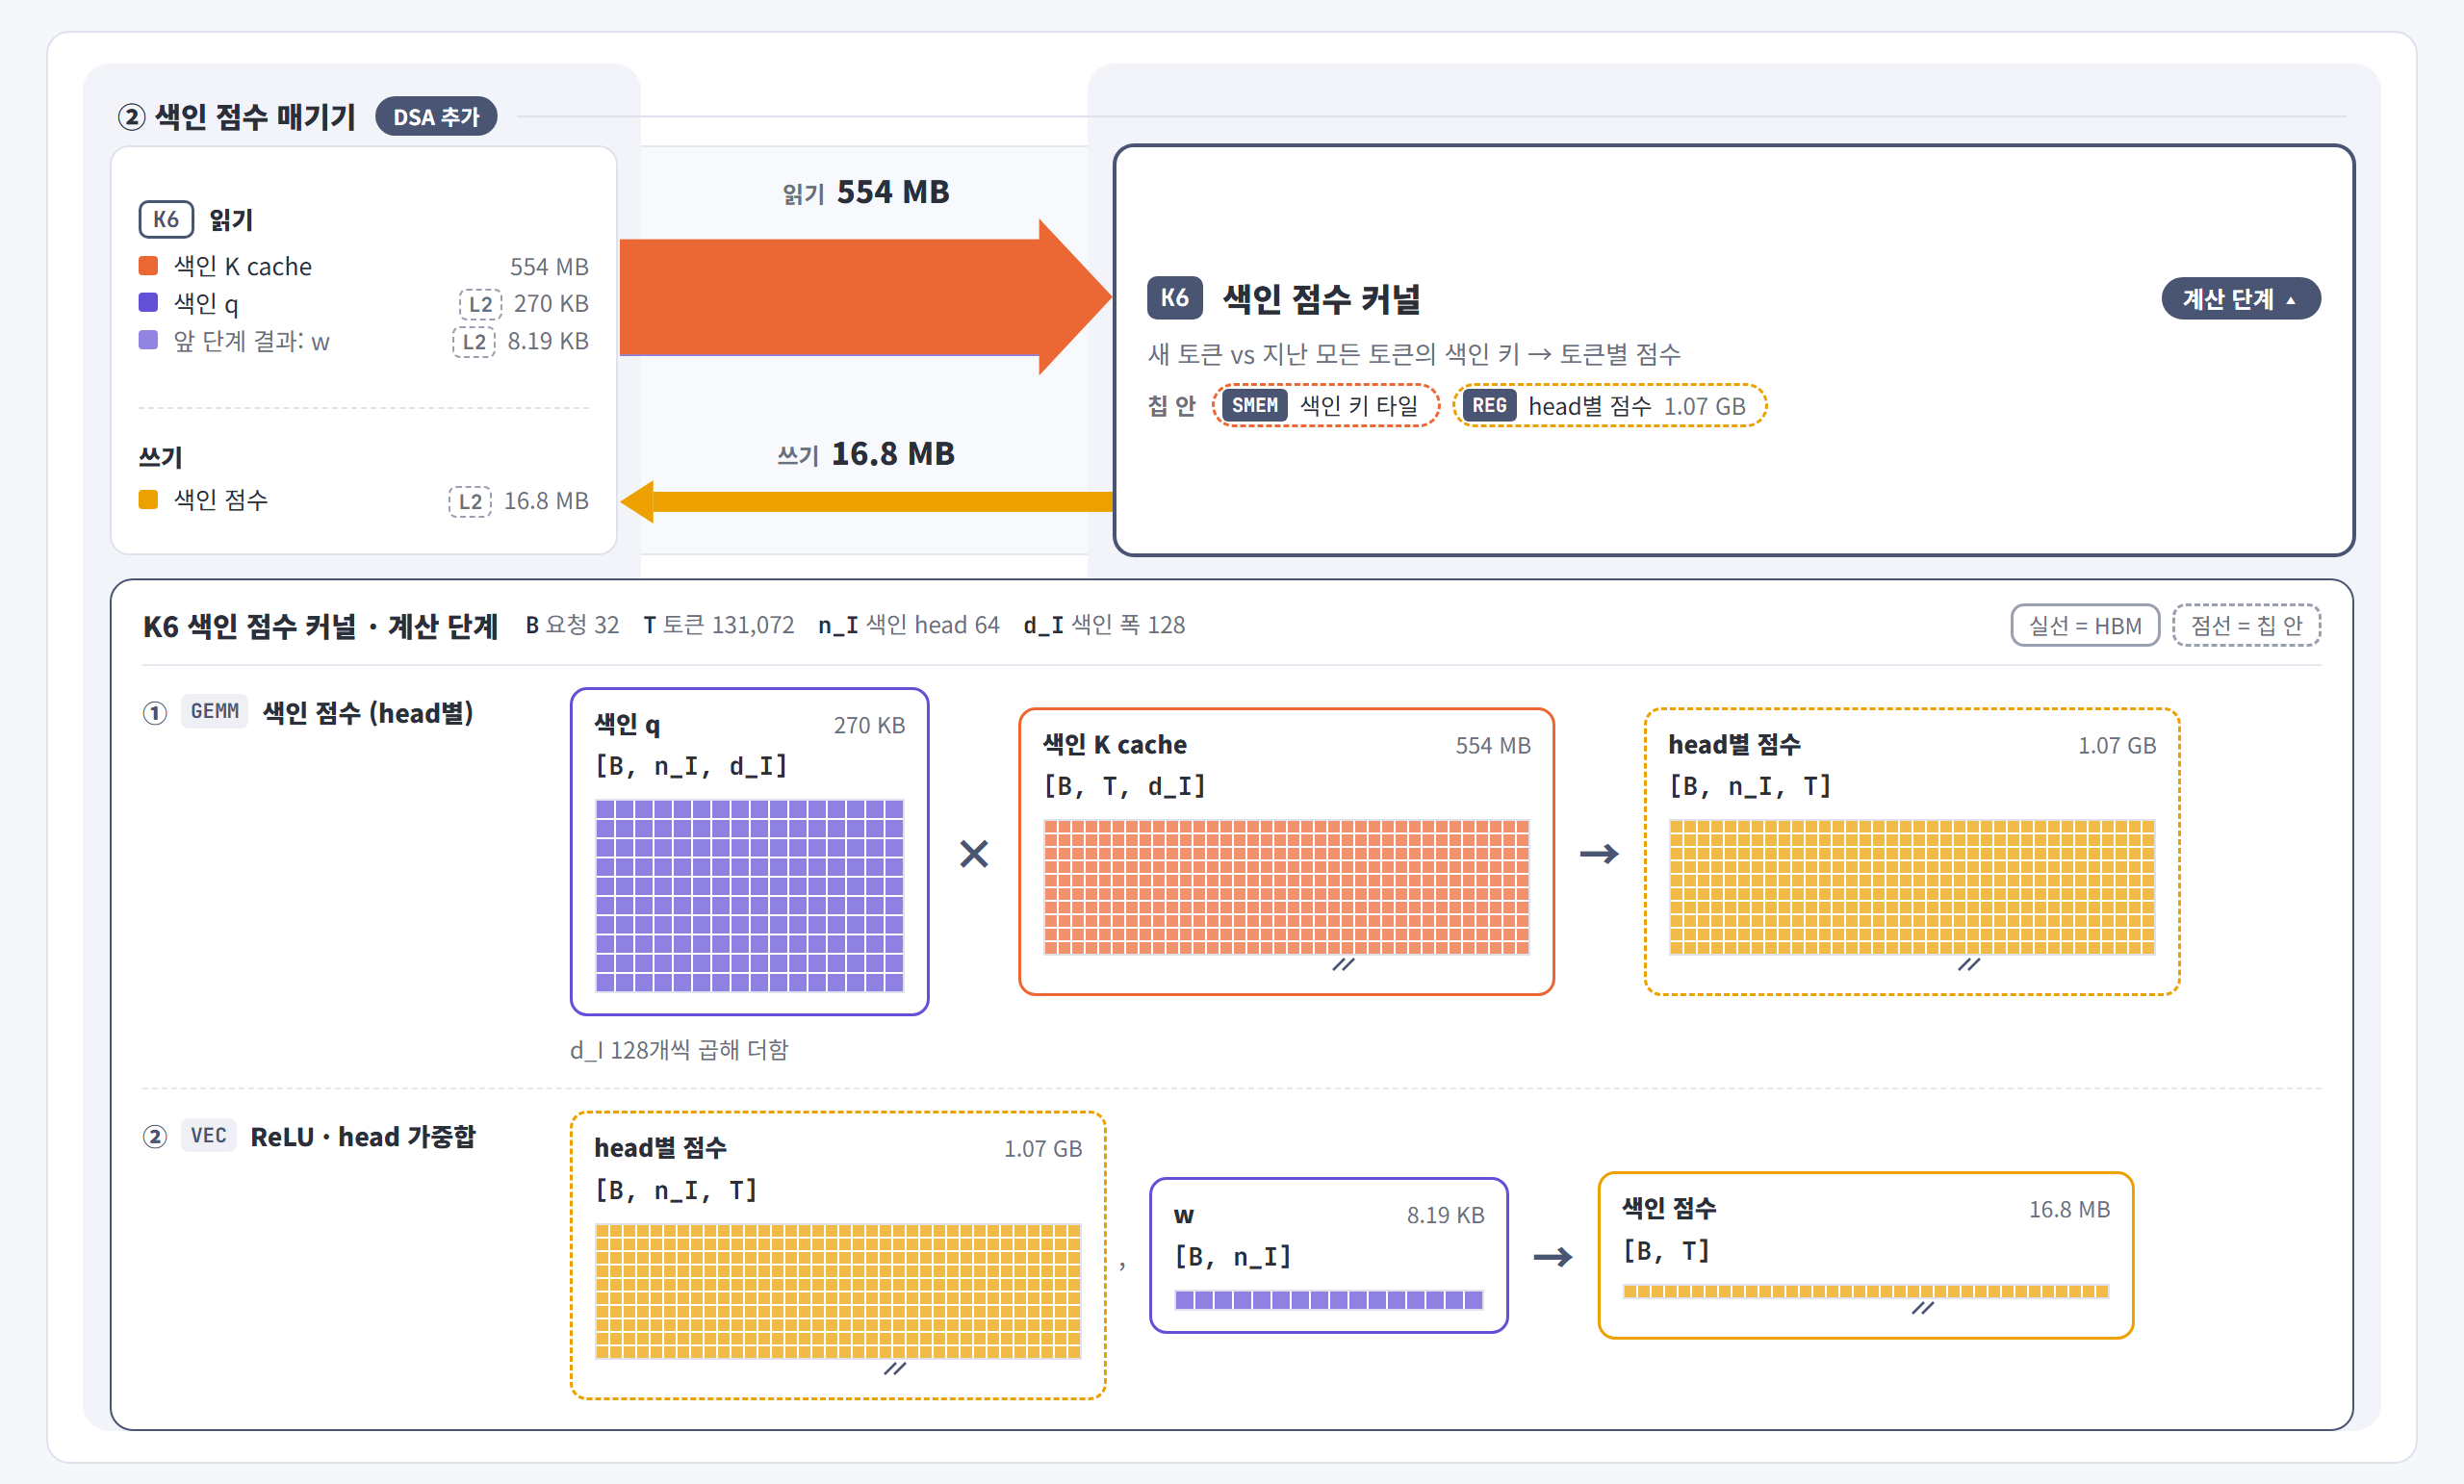 ② 색인 점수 매기기 DSA 추가
K6 읽기
색인 K cache 554 MB
색인 q L2 270 KB
앞 단계 결과: w L2 8.19 KB
쓰기
색인 점수 L2 16.8 MB
읽기 554 MB
쓰기 16.8 MB
K6 색인 점수 커널 계산 단계 ▲
새 토큰 vs 지난 모든 토큰의 색인 키 → 토큰별 점수
칩 안 SMEM 색인 키 타일 REG head별 점수 1.07 GB
K6 색인 점수 커널 · 계산 단계 B 요청 32 T 토큰 131,072 n_I 색인 head 64 d_I 색인 폭 128 실선 = HBM 점선 = 칩 안
① GEMM 색인 점수 (head별)
색인 q 270 KB
[B, n_I, d_I]
×
색인 K cache 554 MB
[B, T, d_I]
→
head별 점수 1.07 GB
[B, n_I, T]
d_I 128개씩 곱해 더함
② VEC ReLU · head 가중합
head별 점수 1.07 GB
[B, n_I, T]
,
w 8.19 KB
[B, n_I]
→
색인 점수 16.8 MB
[B, T]